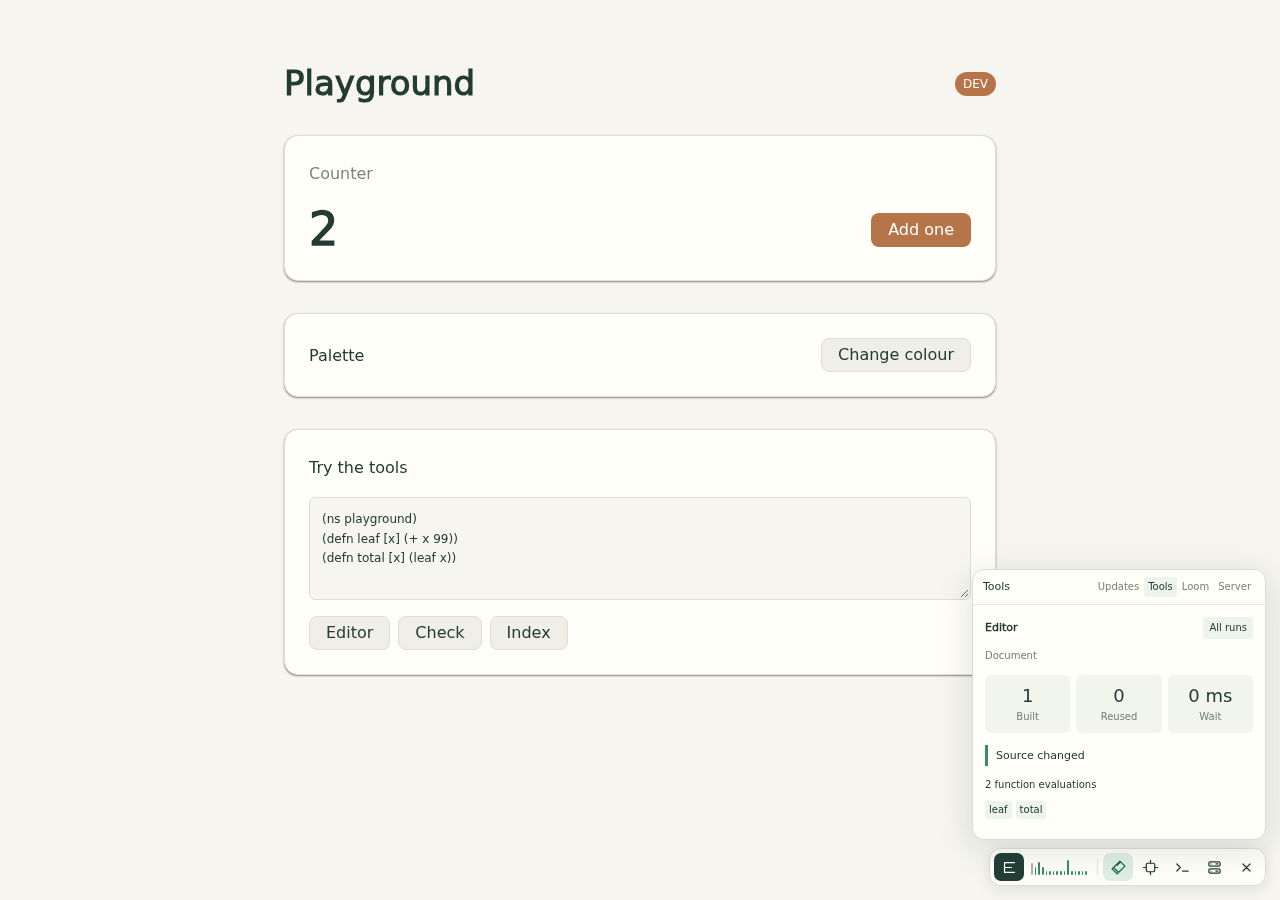 Playground
DEV
Counter
2
Add one
Palette
Change colour
Try the tools
(ns playground)
(defn leaf [x] (+ x 99))
(defn total [x] (leaf x))
Editor
Check
Index
Tools
Updates
Tools
Loom
Server
Editor
All runs
Document
1
Built
0
Reused
0 ms
Wait
Source changed
2 function evaluations
leaf
total